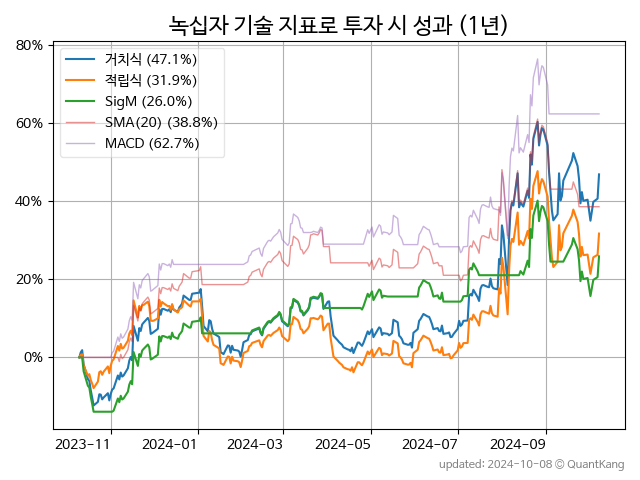 녹십자 기술 지표로 투자 시 성과 (1년)
80%
60%
40%
20%
0%
거치식 (47.1%)
적립식 (31.9%)
SigM (26.0%)
SMA(20) (38.8%)
MACD (62.7%)
2023-11
2024-01
2024-03
2024-05
2024-07
2024-09
updated: 2024-10-08 © QuantKang